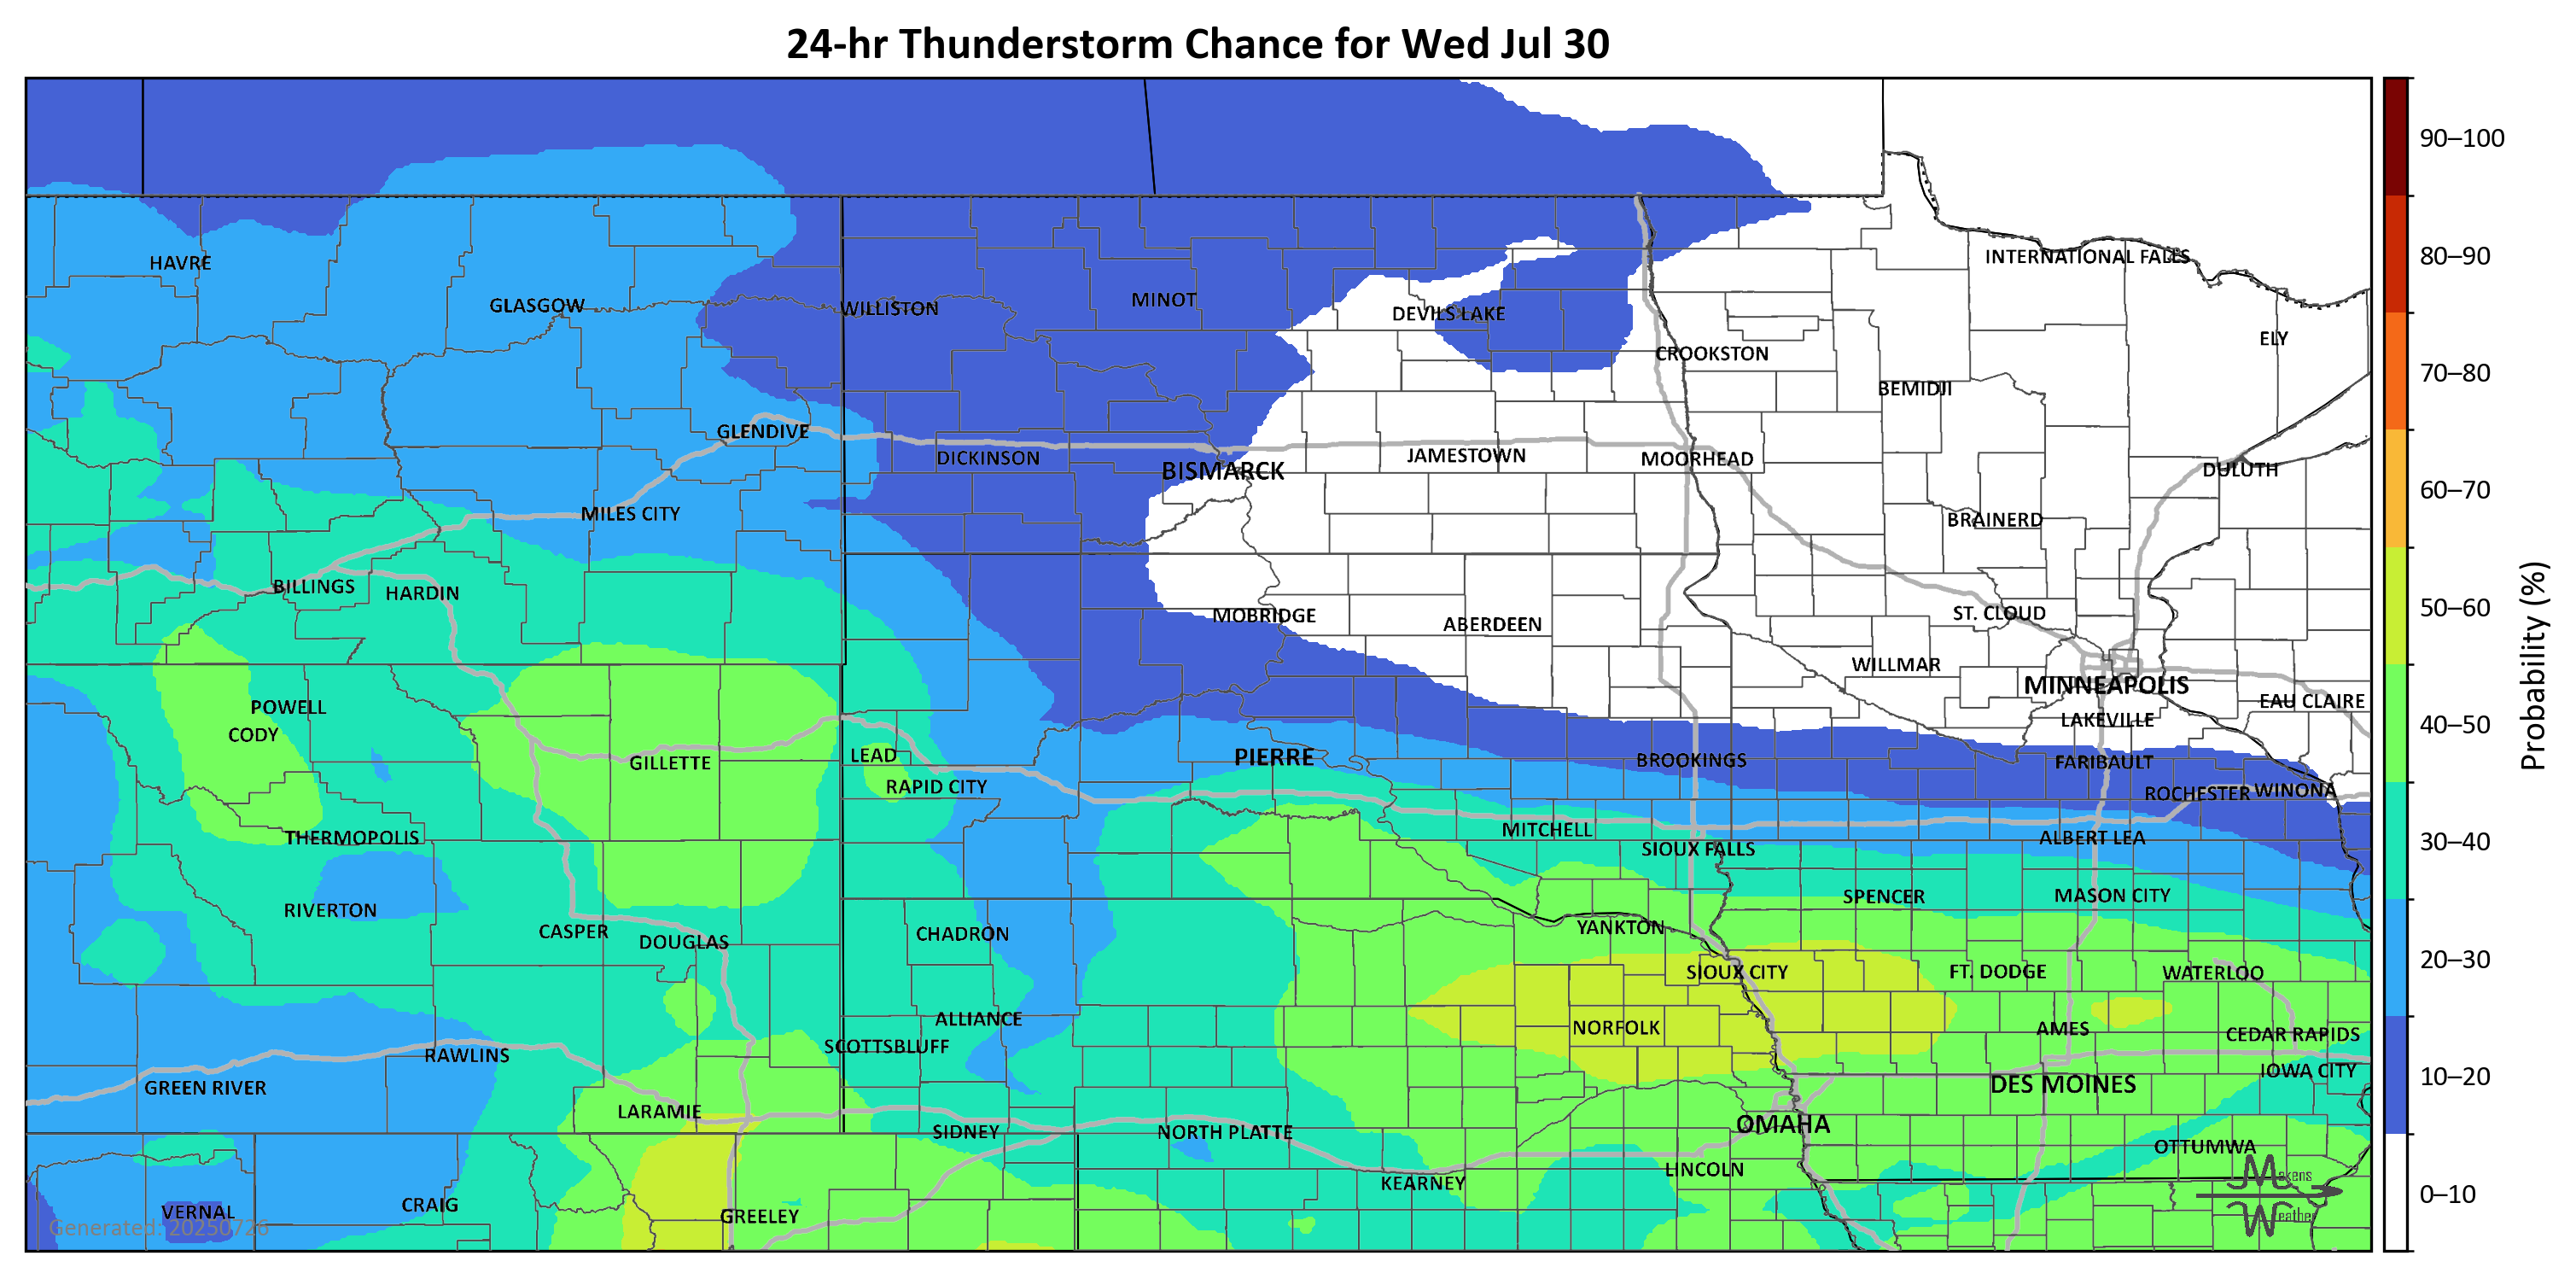 24-hr Thunderstorm Chance for Wed Jul 30
90–100
INTERNATIONAL FALLS
80–90
HAVRE
GLASGOW
WILLISTON
MINOT
DEVILS LAKE
ELY
CROOKSTON
70–80
BEMIDJI
GLENDIVE
DICKINSON
BISMARCK
JAMESTOWN
MOORHEAD
DULUTH
60–70
MILES CITY
BRAINERD
BILLINGS
HARDIN
MOBRIDGE
ABERDEEN
ST. CLOUD
50–60
WILLMAR
MINNEAPOLIS
Probability (%)
POWELL
EAU CLAIRE
CODY
LAKEVILLE
40–50
LEAD
GILLETTE
PIERRE
BROOKINGS
FARIBAULT
RAPID CITY
ROCHESTER
WINONA
THERMOPOLIS
MITCHELL
ALBERT LEA
30–40
SIOUX FALLS
RIVERTON
SPENCER
MASON CITY
CASPER
DOUGLAS
CHADRON
YANKTON
20–30
SIOUX CITY
FT. DODGE
WATERLOO
ALLIANCE
NORFOLK
AMES
CEDAR RAPIDS
SCOTTSBLUFF
RAWLINS
IOWA CITY
10–20
GREEN RIVER
DES MOINES
LARAMIE
OMAHA
SIDNEY
NORTH PLATTE
OTTUMWA
LINCOLN
KEARNEY
Makens
Weather
0–10
CRAIG
VERNAL
GREELEY
Generated: 20250726